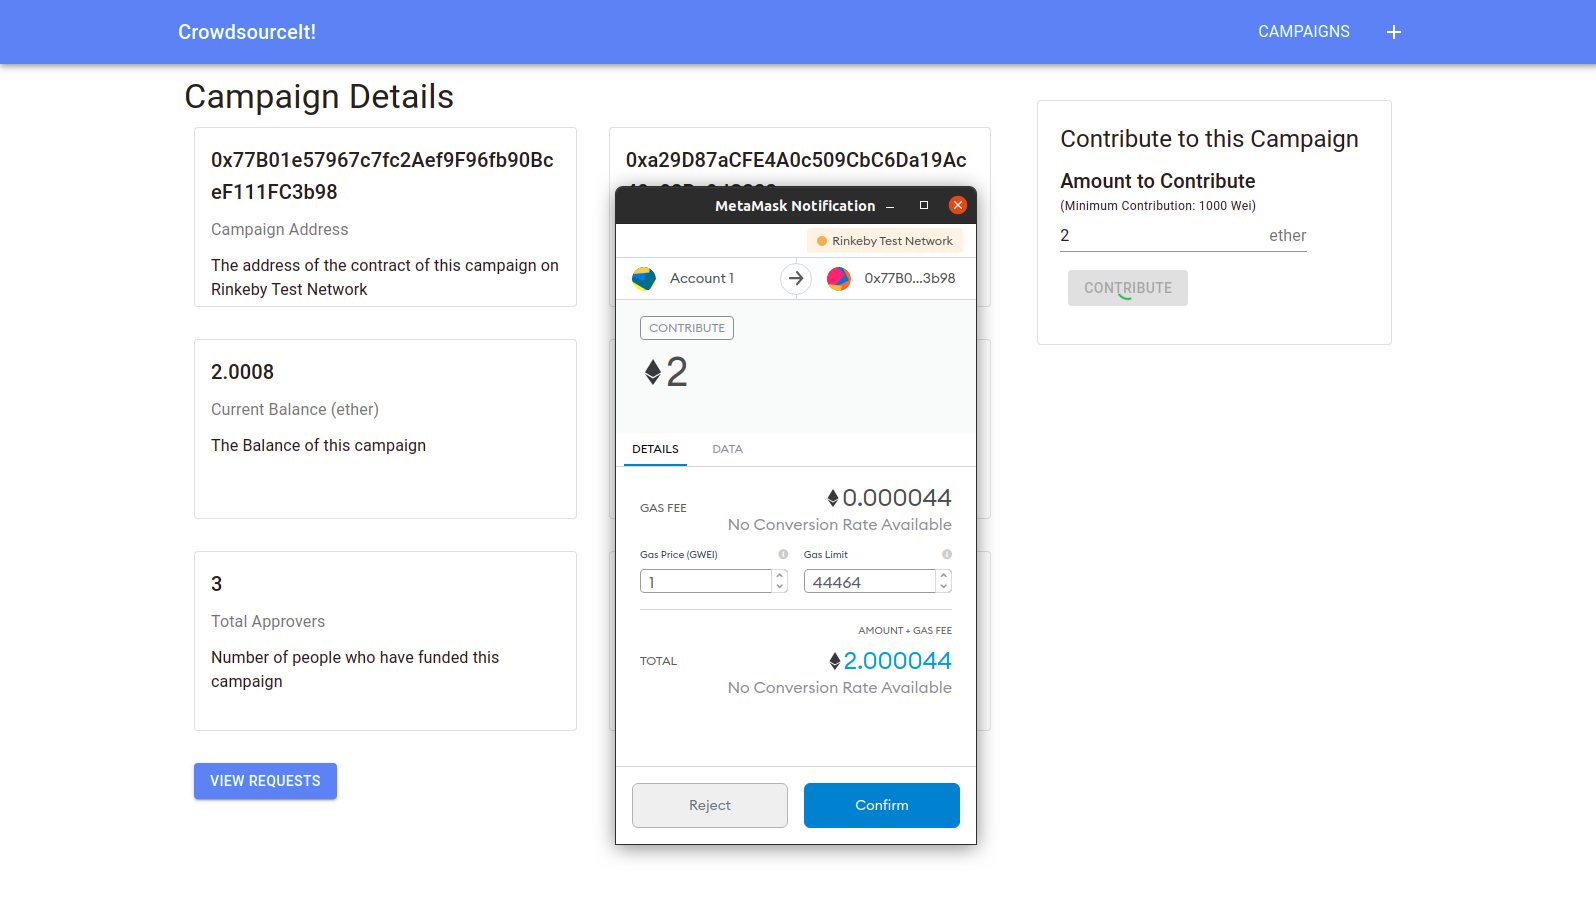 CrowdsourceIt!
CAMPAIGNS
+
Campaign Details
0x77B01e57967c7fc2Aef9F96fb90Bc
eF111FC3b98
Campaign Address
The address of the contract of this campaign on
Rinkeby Test Network
0xa29D87aCFE4A0c509CbC6Da19Ac
2.0008
Current Balance (ether)
The Balance of this campaign
3
Total Approvers
Number of people who have funded this
campaign
VIEW REQUESTS
MetaMask Notification
Rinkeby Test Network
Account 1
0x77B0...3b98
CONTRIBUTE
2
DETAILS
DATA
GAS FEE
0.000044
No Conversion Rate Available
Gas Price (GWEI)
Gas Limit
1
44464
AMOUNT + GAS FEE
TOTAL
2.000044
No Conversion Rate Available
Reject
Confirm
Contribute to this Campaign
Amount to Contribute
(Minimum Contribution: 1000 Wei)
2
ether
CONTRIBUTE